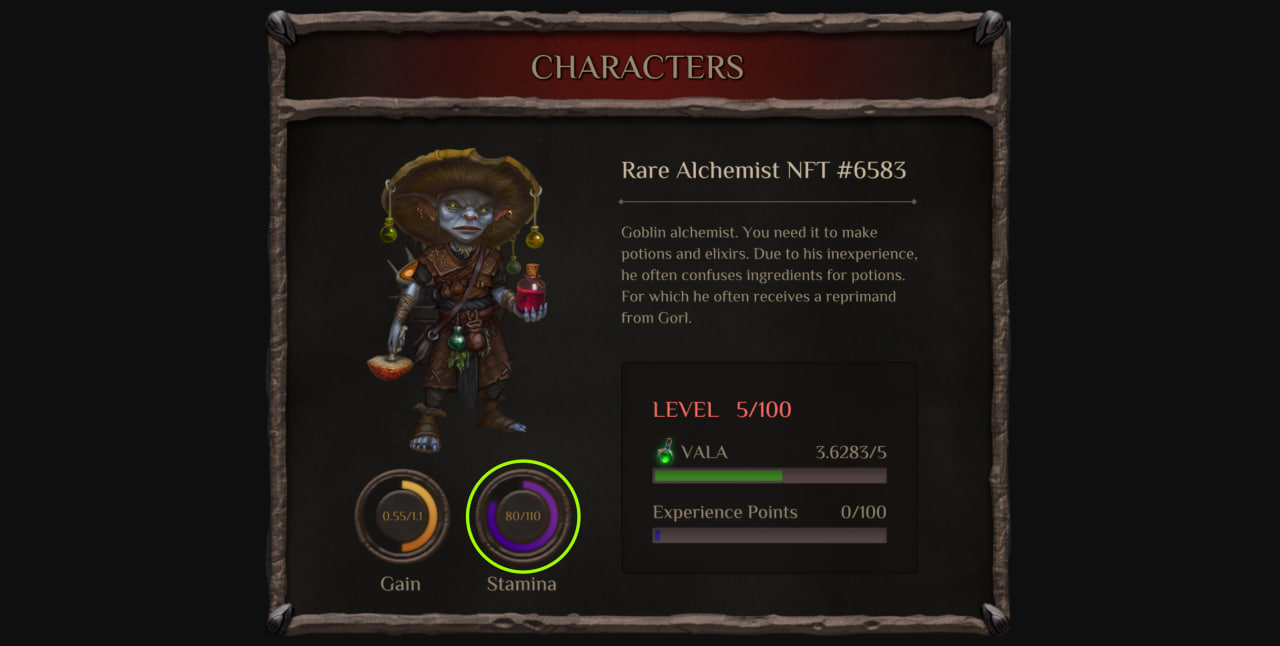 CHARACTERS
Rare Alchemist NFT #6583
Goblin alchemist. You need it to make
potions and elixirs. Due to his inexperience,
he often confuses ingredients for potions.
For which he often receives a reprimand
from Gorl.
LEVEL 5/100
VALA 3.6283/5
Experience Points 0/100
0.55/1.1 80/110
Gain Stamina